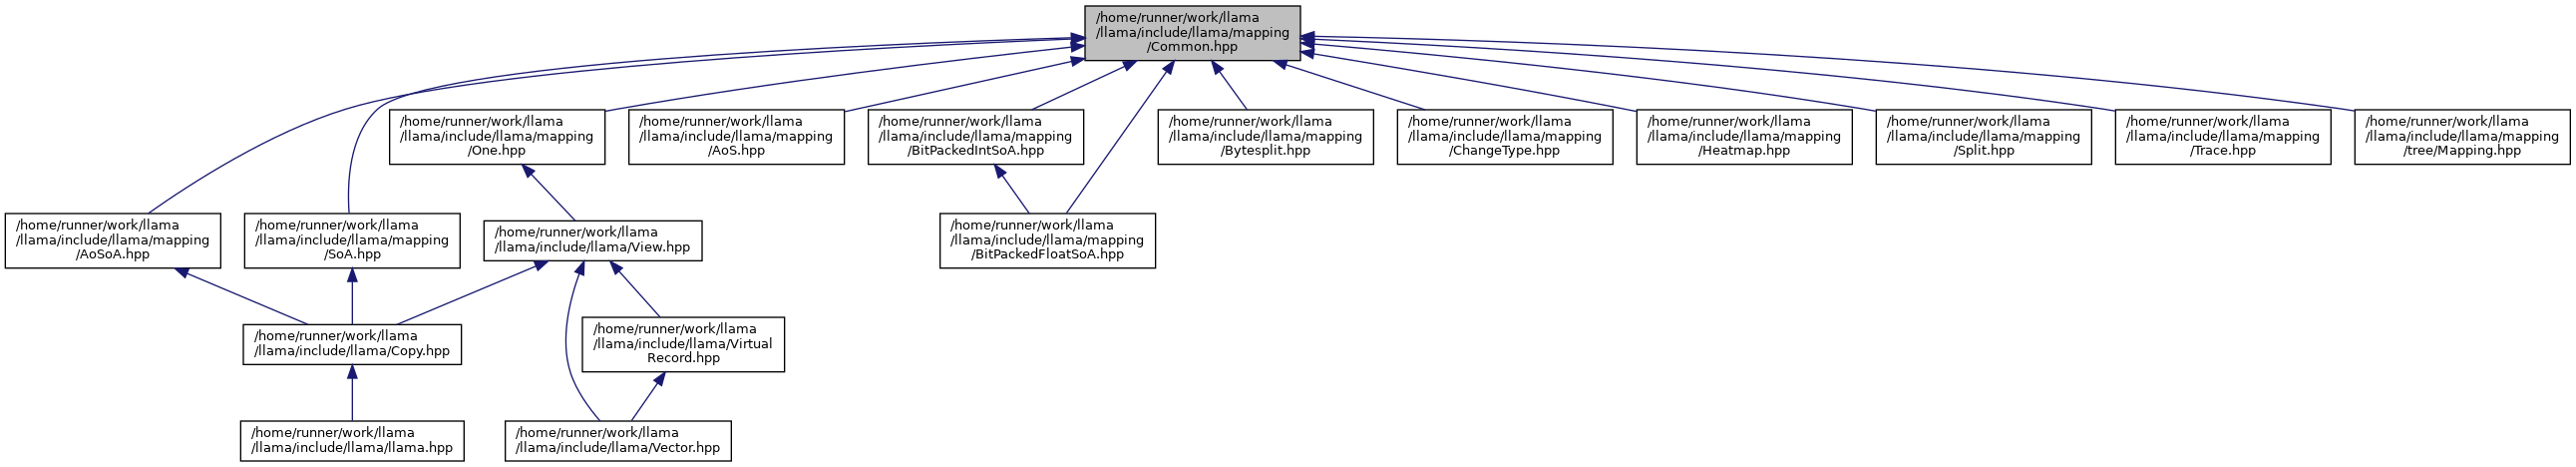 /home/runner/work/llama
/llama/include/llama/mapping
/Common.hpp
/home/runner/work/llama
/llama/include/llama/mapping
/One.hpp
/home/runner/work/llama
/llama/include/llama/mapping
/AoS.hpp
/home/runner/work/llama
/llama/include/llama/mapping
/BitPackedIntSoA.hpp
/home/runner/work/llama
/llama/include/llama/mapping
/Bytesplit.hpp
/home/runner/work/llama
/llama/include/llama/mapping
/ChangeType.hpp
/home/runner/work/llama
/llama/include/llama/mapping
/Heatmap.hpp
/home/runner/work/llama
/llama/include/llama/mapping
/Split.hpp
/home/runner/work/llama
/llama/include/llama/mapping
/Trace.hpp
/home/runner/work/llama
/llama/include/llama/mapping
/tree/Mapping.hpp
/home/runner/work/llama
/llama/include/llama/mapping
/AoSoA.hpp
/home/runner/work/llama
/llama/include/llama/mapping
/SoA.hpp
/home/runner/work/llama
/llama/include/llama/View.hpp
/home/runner/work/llama
/llama/include/llama/mapping
/BitPackedFloatSoA.hpp
/home/runner/work/llama
/llama/include/llama/Copy.hpp
/home/runner/work/llama
/llama/include/llama/Virtual
Record.hpp
/home/runner/work/llama
/llama/include/llama/llama.hpp
/home/runner/work/llama
/llama/include/llama/Vector.hpp